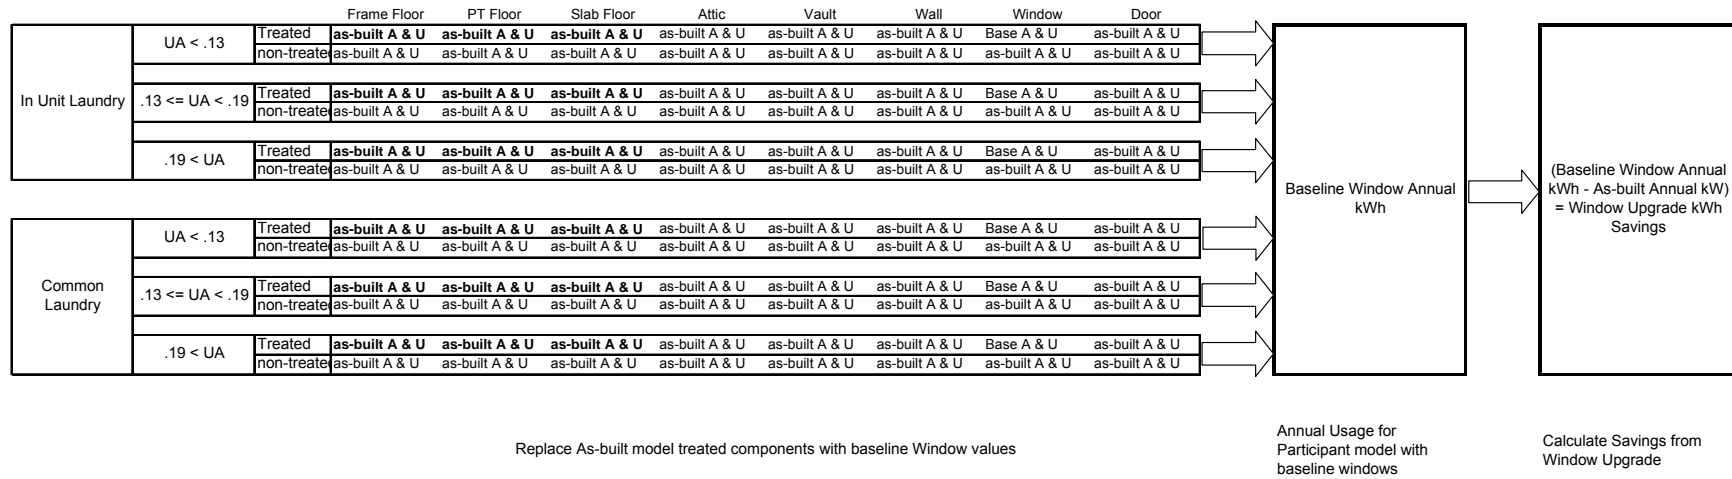 Frame Floor PT Floor Slab Floor Attic Vault Wall Window Door
In Unit Laundry
UA < .13
Treated as-built A & U as-built A & U as-built A & U as-built A & U as-built A & U as-built A & U Base A & U as-built A & U
non-treated as-built A & U as-built A & U as-built A & U as-built A & U as-built A & U as-built A & U as-built A & U as-built A & U
.13 <= UA < .19
Treated as-built A & U as-built A & U as-built A & U as-built A & U as-built A & U as-built A & U Base A & U as-built A & U
non-treated as-built A & U as-built A & U as-built A & U as-built A & U as-built A & U as-built A & U as-built A & U as-built A & U
.19 < UA
Treated as-built A & U as-built A & U as-built A & U as-built A & U as-built A & U as-built A & U Base A & U as-built A & U
non-treated as-built A & U as-built A & U as-built A & U as-built A & U as-built A & U as-built A & U as-built A & U as-built A & U
Common
Laundry
UA < .13
Treated as-built A & U as-built A & U as-built A & U as-built A & U as-built A & U as-built A & U Base A & U as-built A & U
non-treated as-built A & U as-built A & U as-built A & U as-built A & U as-built A & U as-built A & U as-built A & U as-built A & U
.13 <= UA < .19
Treated as-built A & U as-built A & U as-built A & U as-built A & U as-built A & U as-built A & U Base A & U as-built A & U
non-treated as-built A & U as-built A & U as-built A & U as-built A & U as-built A & U as-built A & U as-built A & U as-built A & U
.19 < UA
Treated as-built A & U as-built A & U as-built A & U as-built A & U as-built A & U as-built A & U Base A & U as-built A & U
non-treated as-built A & U as-built A & U as-built A & U as-built A & U as-built A & U as-built A & U as-built A & U as-built A & U
Baseline Window Annual
kWh
(Baseline Window Annual
kWh - As-built Annual kW)
= Window Upgrade kWh
Savings
Replace As-built model treated components with baseline Window values
Annual Usage for
Participant model with
baseline windows
Calculate Savings from
Window Upgrade